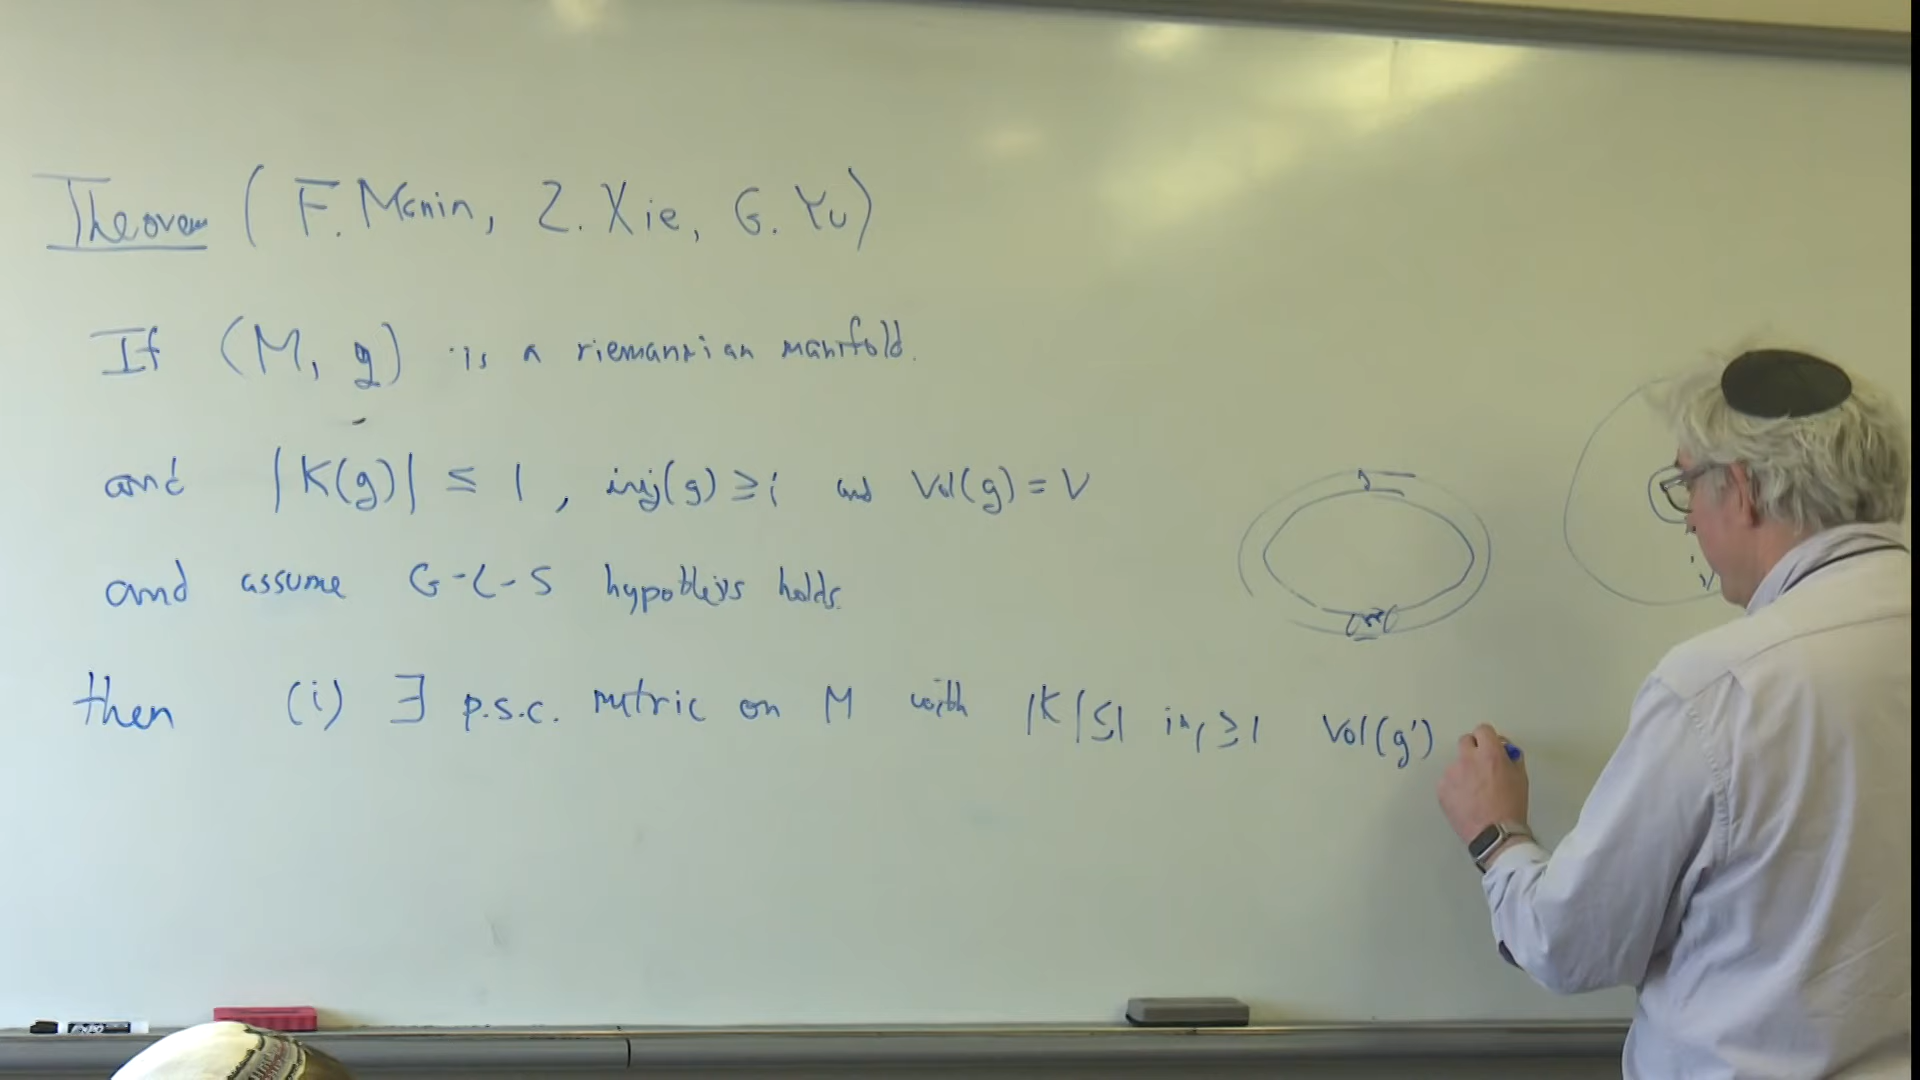 Theorem (F. Manin, Z. Xie, G. Yu)
If (M, g) is a riemannian manifold.
and |K(g)| ≤ 1, inj(g) ≥ i and Vol(g) = V
and assume G-L-S hypothesis holds.
then (i) ∃ p.s.c. metric on M with |K| ≤ 1 inj ≥ 1 Vol(g')